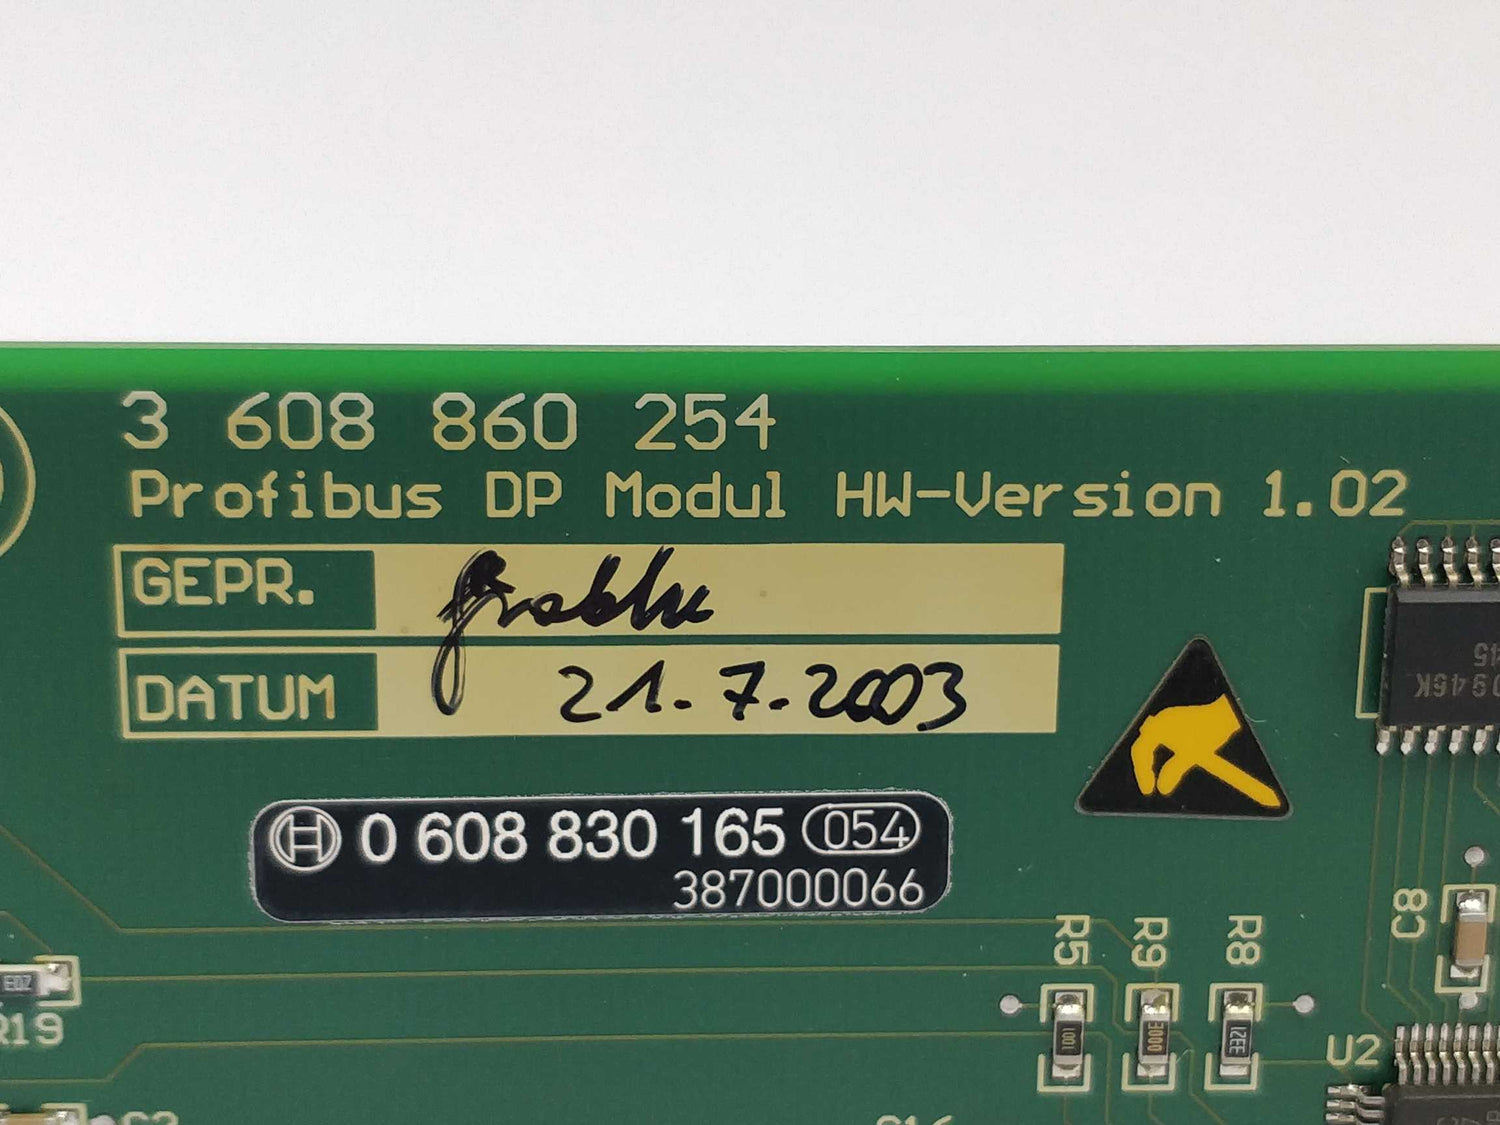 3 608 860 254
Profibus DP Modul HW-Version 1.02
GEPR.
DATUM 21.7.2003
0 608 830 165 054
387000066
R5 R9 R8
C8
R19
U2